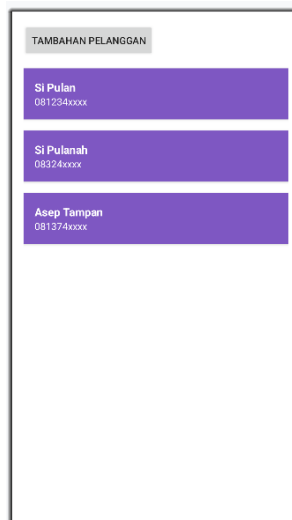 TAMBAHAN PELANGGAN
Si Pulan
081234xxxx
Si Pulanah
08324xxxx
Asep Tampan
081374xxxx